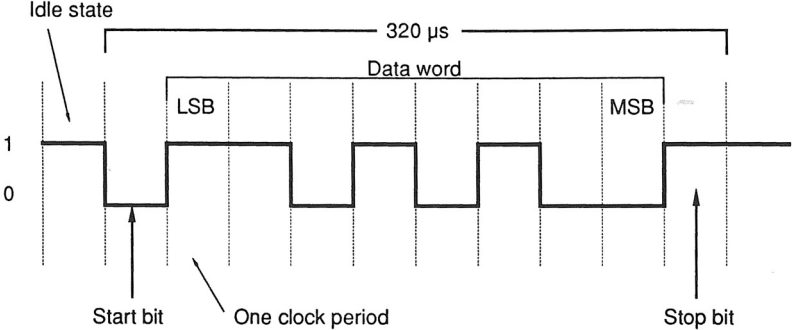 Idle state
320 µs
Data word
LSB
MSB
1
0
Start bit
One clock period
Stop bit